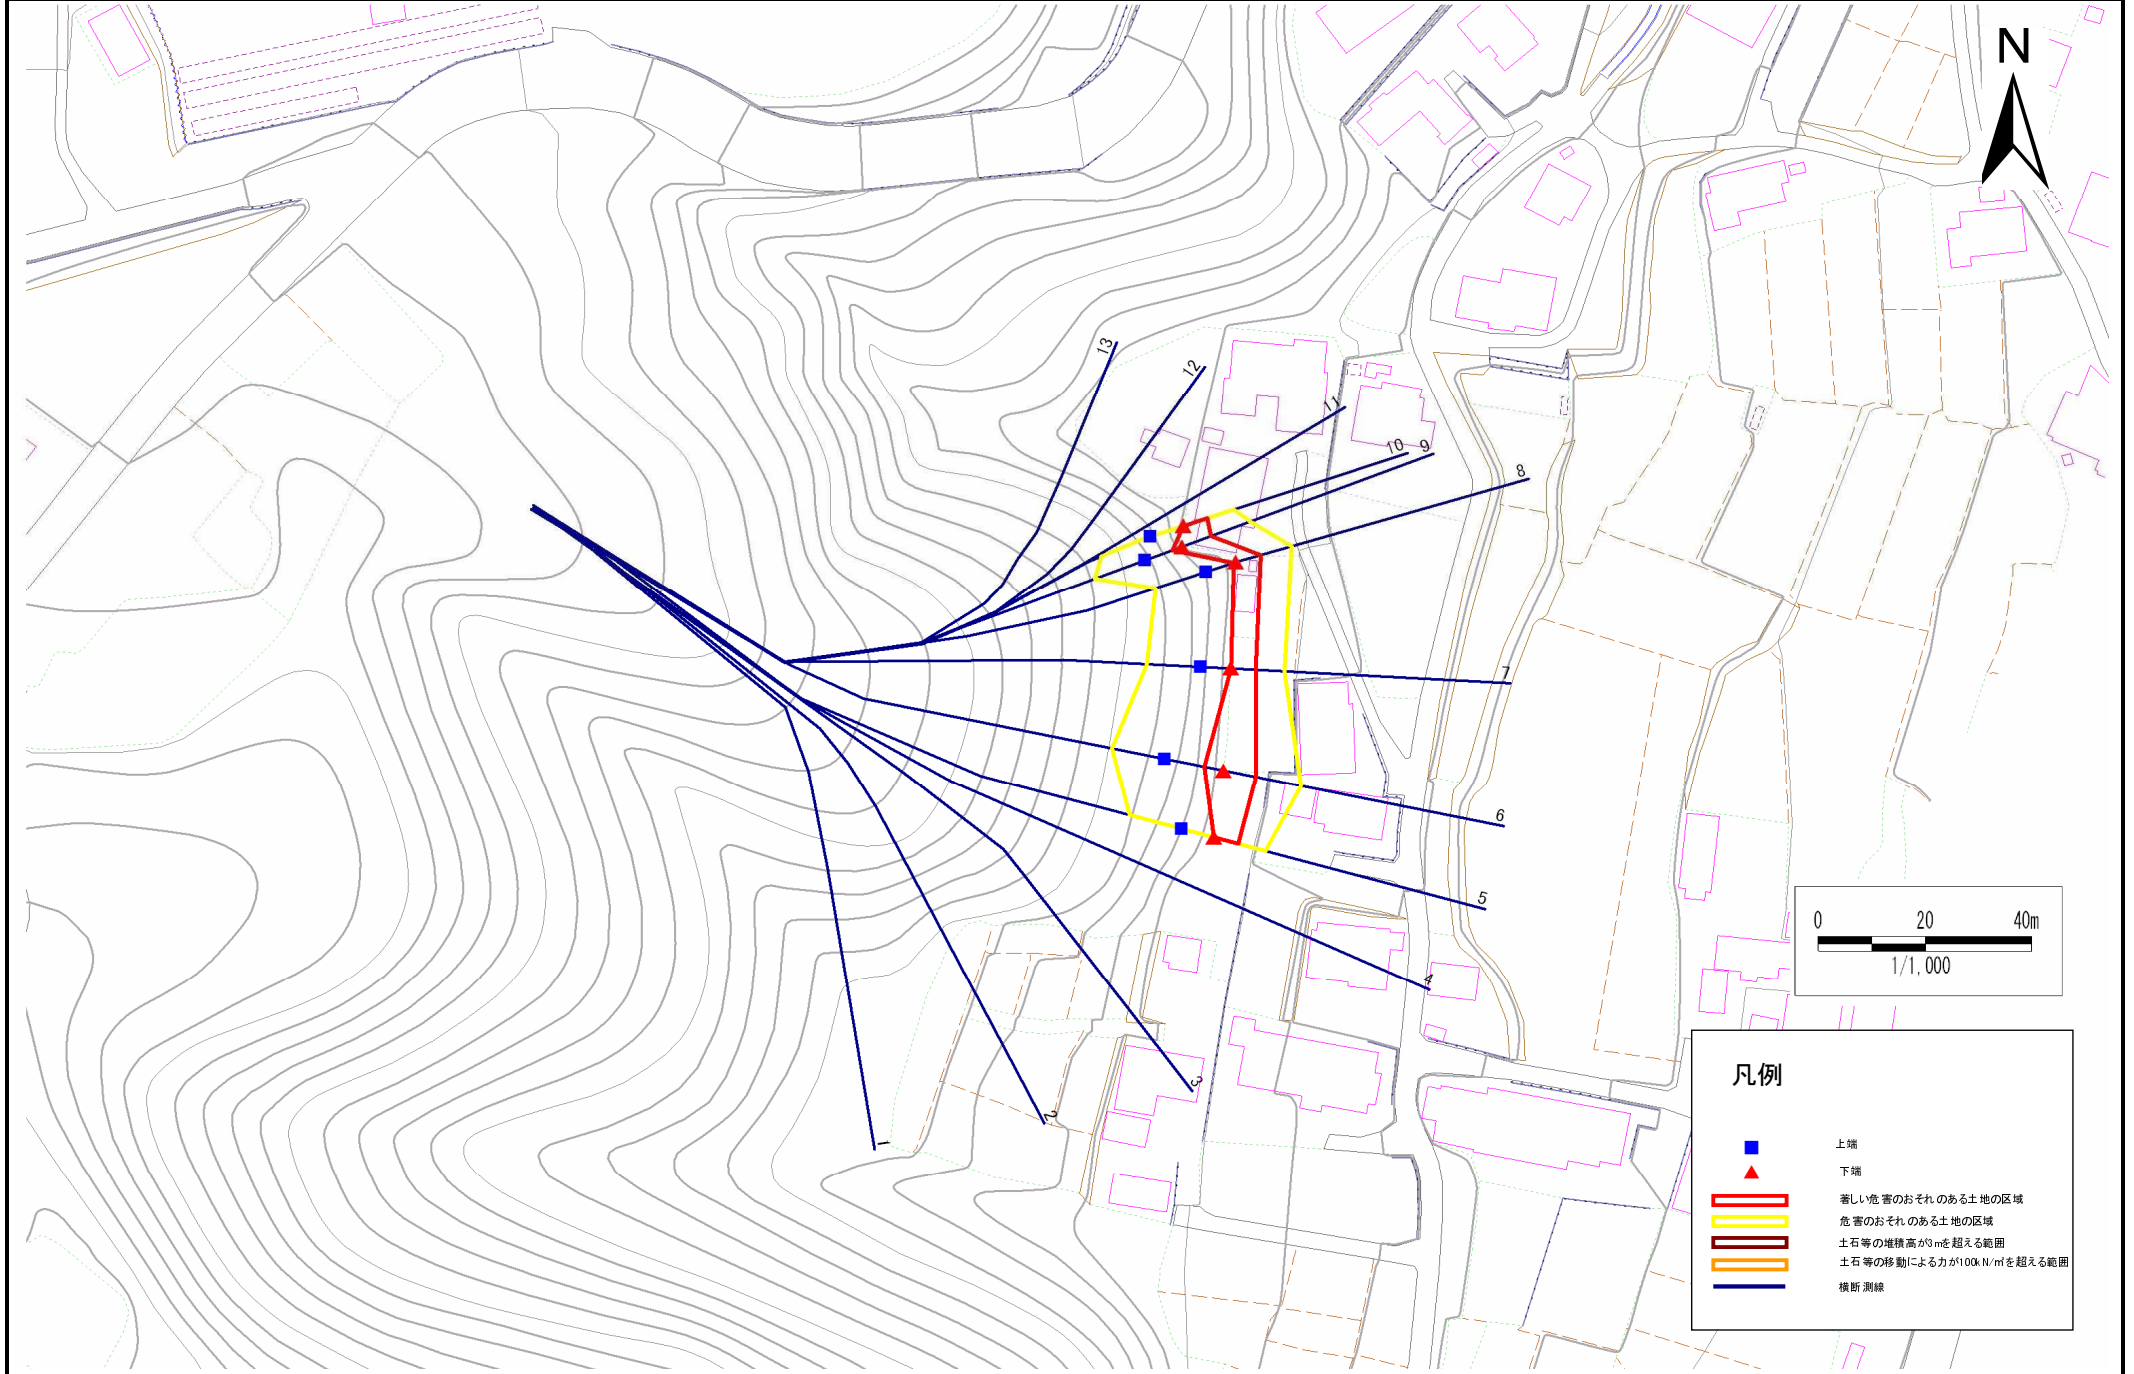 N
13
12
11
10
9
8
7
6
5
4
3
2
1
0 20 40m
1/1,000
凡例
上端
下端
著しい危害のおそれのある土地の区域
危害のおそれのある土地の区域
土石等の堆積高が3mを超える範囲
土石等の移動による力が100kN/㎡を超える範囲
横断測線